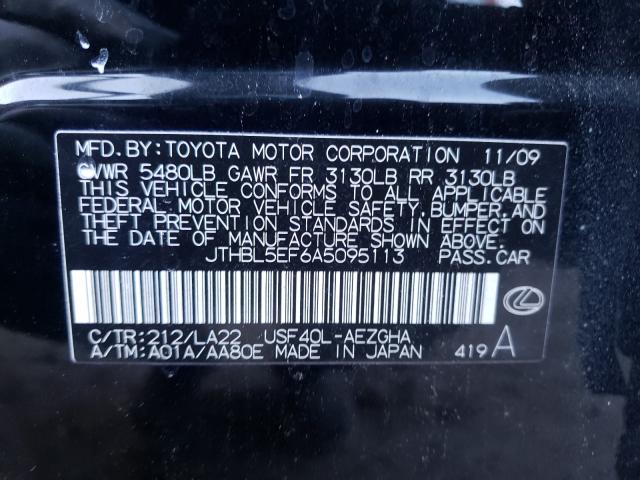 MFD.BY:TOYOTA MOTOR CORPORATION 11/09
GVWR 5480LB GAWR FR 3130LB RR 3130LB
THIS VEHICLE CONFORMS TO ALL APPLICABLE
FEDERAL MOTOR VEHICLE SAFETY,BUMPER,AND
THEFT PREVENTION STANDARDS IN EFFECT ON
THE DATE OF MANUFACTURE SHOWN ABOVE.
JTHBL5EF6A5095113 PASS.CAR
C/TR:212/LA22 USF40L-AEZGHA
A/TM:A01A/AA80E MADE IN JAPAN 419 A